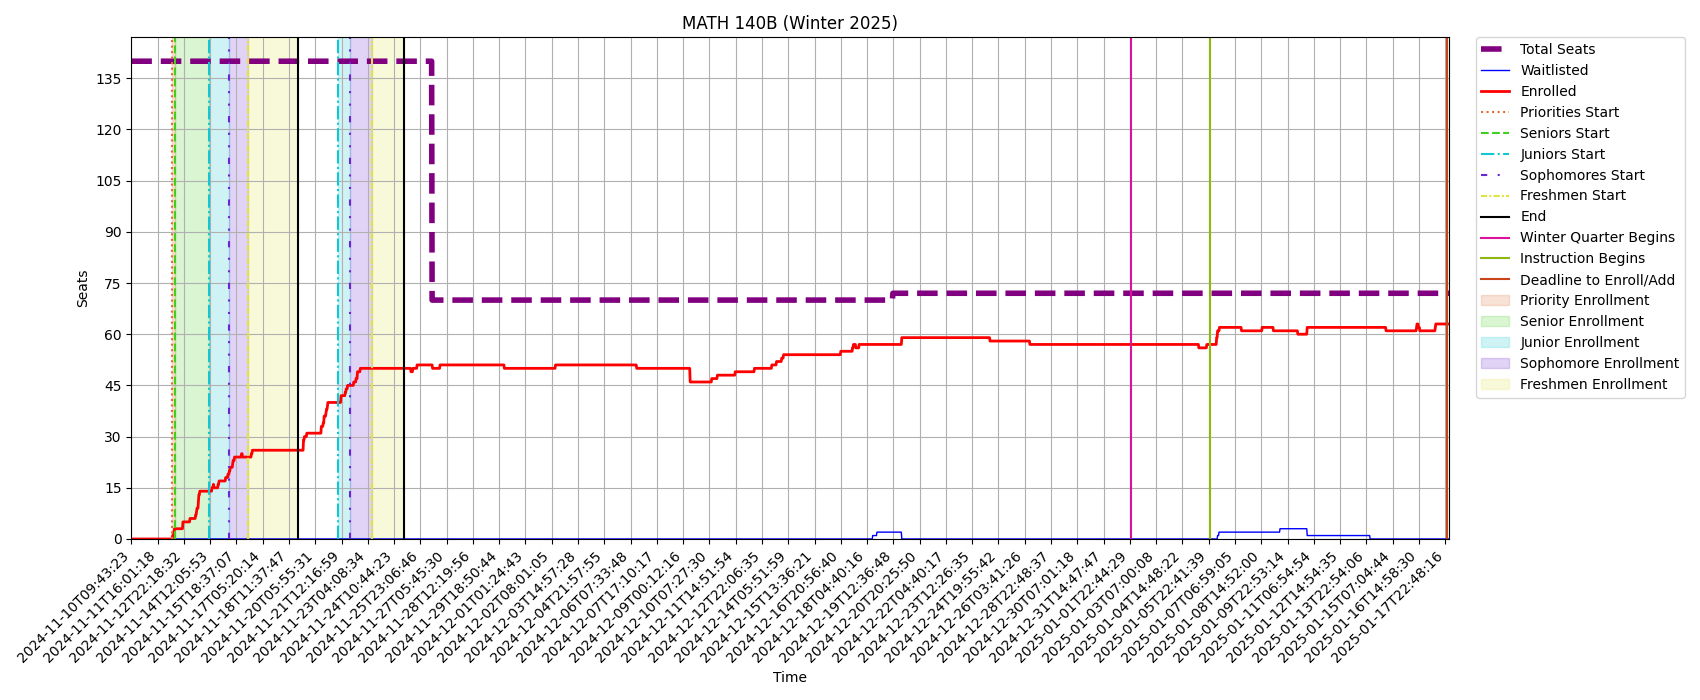 MATH 140B (Winter 2025)
Seats
135
120
105
90
75
60
45
30
15
0
2024-11-10T09:43:23
2024-11-11T16:01:18
2024-11-12T22:18:32
2024-11-14T12:05:53
2024-11-15T18:37:07
2024-11-17T05:20:14
2024-11-18T11:37:47
2024-11-20T05:55:31
2024-11-21T12:16:59
2024-11-23T04:08:34
2024-11-24T10:44:23
2024-11-25T23:06:46
2024-11-27T05:45:30
2024-11-28T12:19:56
2024-11-29T18:50:44
2024-12-01T01:24:43
2024-12-02T08:01:05
2024-12-03T14:57:28
2024-12-04T21:57:55
2024-12-06T07:33:48
2024-12-07T17:10:17
2024-12-09T00:12:16
2024-12-10T07:27:30
2024-12-11T14:51:54
2024-12-12T22:06:35
2024-12-14T05:51:59
2024-12-15T13:36:21
2024-12-16T20:56:40
2024-12-18T04:40:16
2024-12-19T12:36:48
2024-12-20T20:25:50
2024-12-22T04:40:17
2024-12-23T12:26:35
2024-12-24T19:55:42
2024-12-26T03:41:26
2024-12-28T22:48:37
2024-12-30T07:01:18
2024-12-31T14:47:47
2025-01-01T22:44:29
2025-01-03T07:00:08
2025-01-04T14:48:22
2025-01-05T22:41:39
2025-01-07T06:59:05
2025-01-08T14:52:00
2025-01-09T22:53:14
2025-01-11T06:54:54
2025-01-12T14:54:35
2025-01-13T22:54:06
2025-01-15T07:04:44
2025-01-16T14:58:30
2025-01-17T22:48:16
Time
Total Seats
Waitlisted
Enrolled
Priorities Start
Seniors Start
Juniors Start
Sophomores Start
Freshmen Start
End
Winter Quarter Begins
Instruction Begins
Deadline to Enroll/Add
Priority Enrollment
Senior Enrollment
Junior Enrollment
Sophomore Enrollment
Freshmen Enrollment